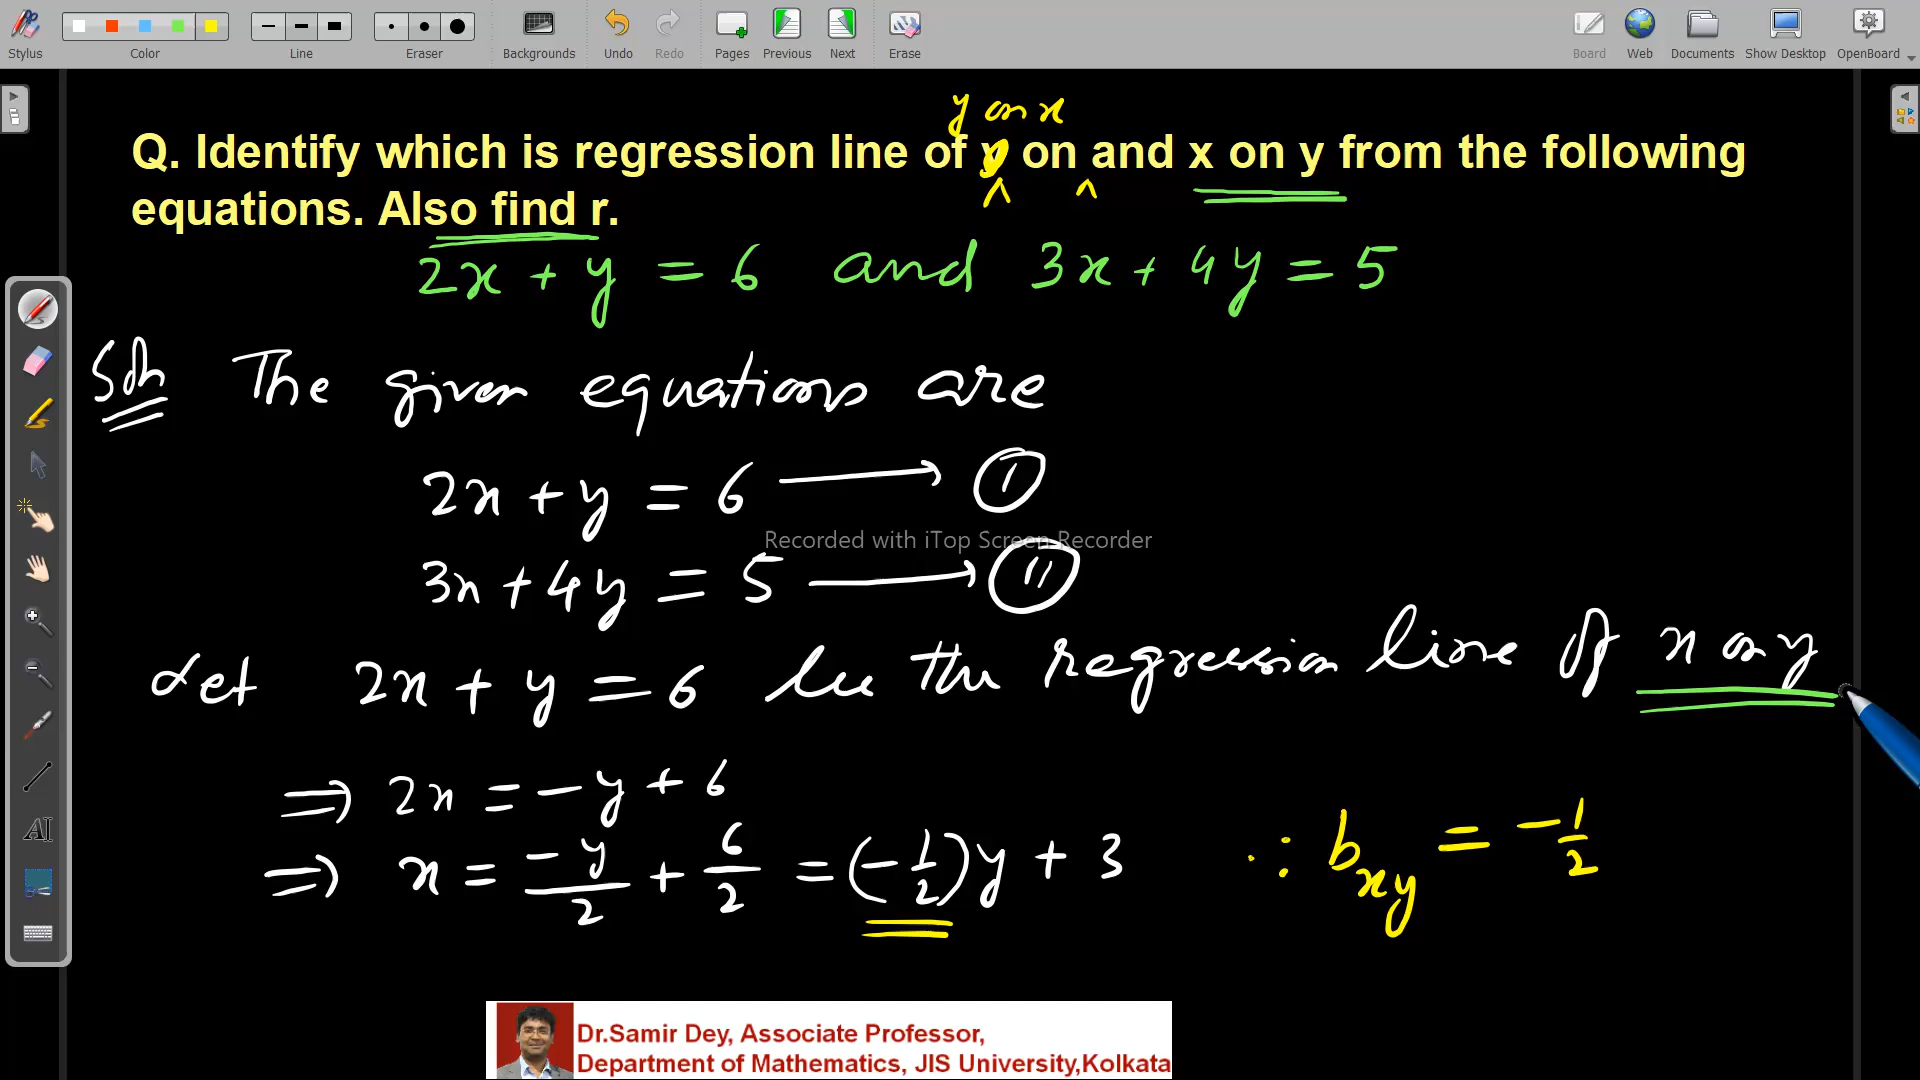 Stylus Color Line Eraser Backgrounds Undo Redo Pages Previous Next Erase Board Web Documents Show Desktop OpenBoard
y on x
Q. Identify which is regression line of y on and x on y from the following
equations. Also find r.
2x + y = 6 and 3x + 4y = 5
Soln The given equations are
2x + y = 6 ⟶ ①
Recorded with iTop Screen Recorder
3x + 4y = 5 ⟶ ⑪
Let 2x + y = 6 be the regression line of x on y
⇒ 2x = -y + 6
⇒ x = -y/2 + 6/2 = (-1/2)y + 3 ∴ b_xy = -1/2
Dr.Samir Dey, Associate Professor,
Department of Mathematics, JIS University,Kolkata